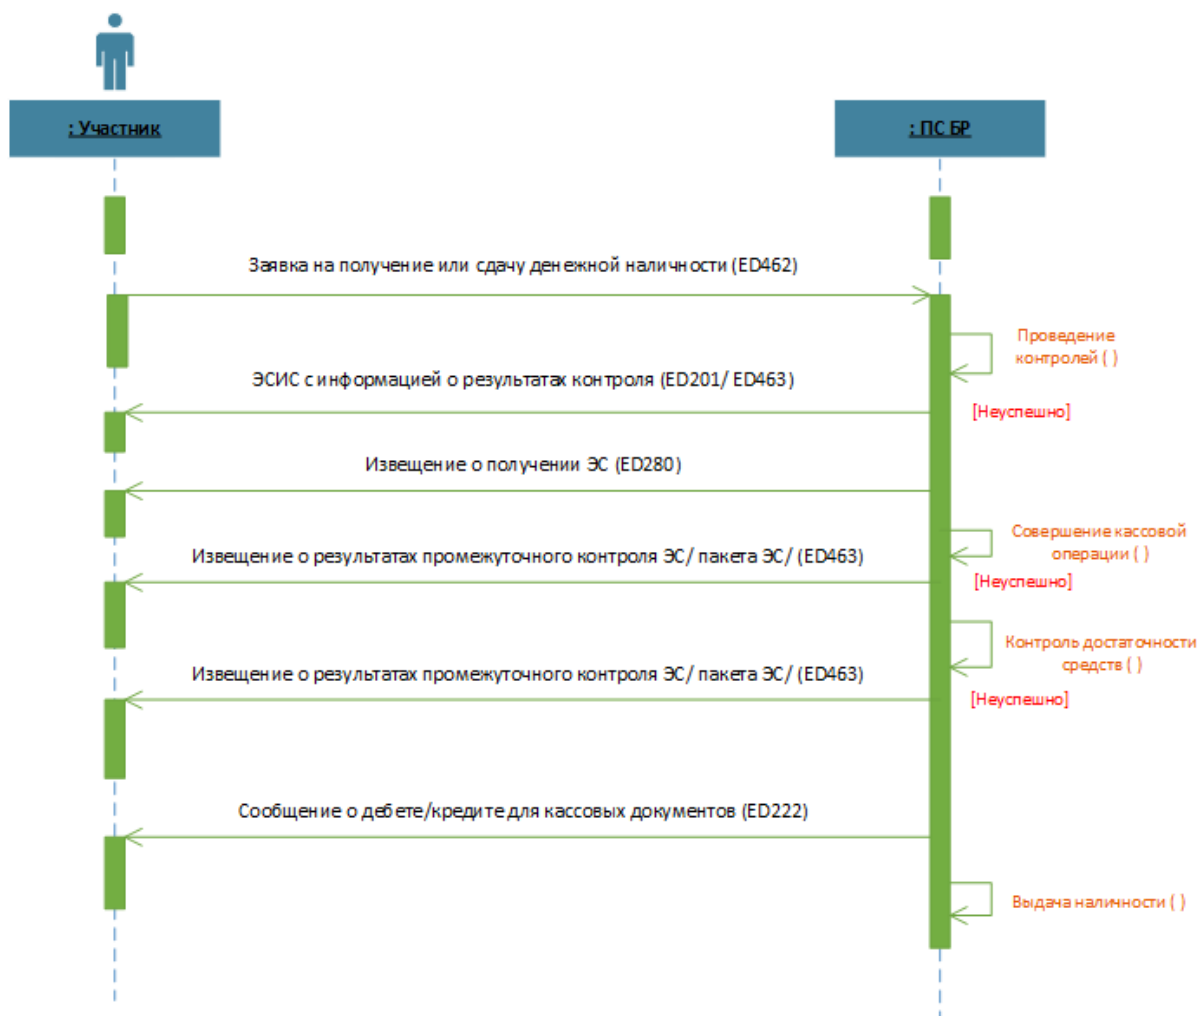 : Участник
: ПС БР
Заявка на получение или сдачу денежной наличности (ED462)
Проведение
контролей ( )
ЭСИС с информацией о результатах контроля (ED201/ ED463)
[Неуспешно]
Извещение о получении ЭС (ED280)
Совершение кассовой
операции ( )
Извещение о результатах промежуточного контроля ЭС/ пакета ЭС/ (ED463)
[Неуспешно]
Контроль достаточности
средств ( )
Извещение о результатах промежуточного контроля ЭС/ пакета ЭС/ (ED463)
[Неуспешно]
Сообщение о дебете/кредите для кассовых документов (ED222)
Выдача наличности ( )